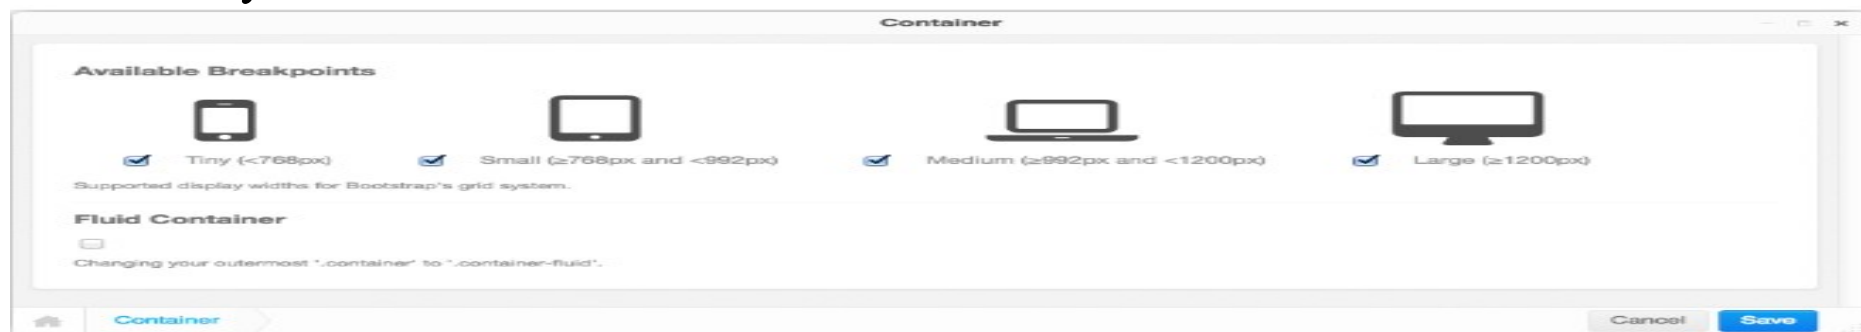 Container
Available Breakpoints
Tiny (<768px) Small (≥768px and <992px) Medium (≥992px and <1200px) Large (≥1200px)
Supported display widths for Bootstrap's grid system.
Fluid Container
Changing your outermost '.container' to '.container-fluid'.
Container Cancel Save